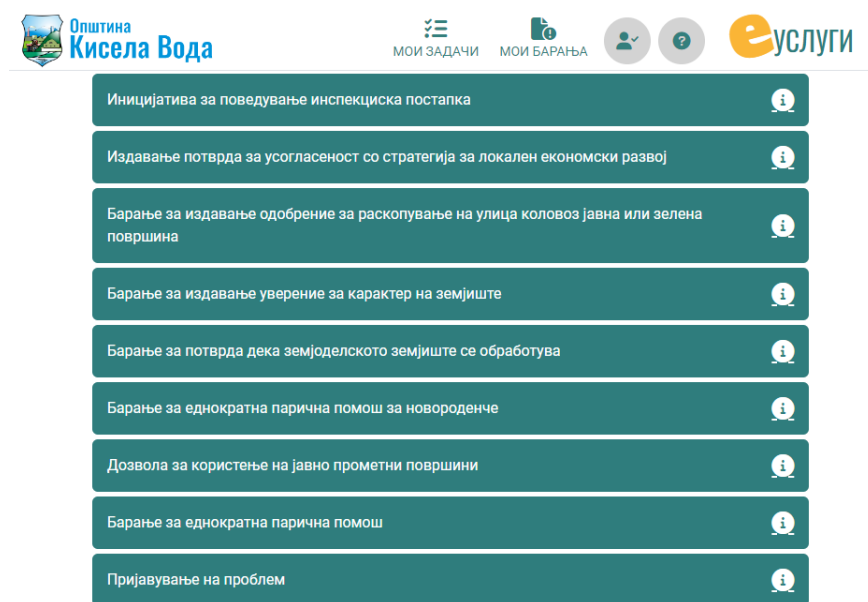 Општина
Кисела Вода
МОИ ЗАДАЧИ
МОИ БАРАЊА
еуслуги
Иницијатива за поведување инспекциска постапка
Издавање потврда за усогласеност со стратегија за локален економски развој
Барање за издавање одобрение за раскопување на улица коловоз јавна или зелена
површина
Барање за издавање уверение за карактер на земјиште
Барање за потврда дека земјоделското земјиште се обработува
Барање за еднократна парична помош за новороденче
Дозвола за користење на јавно прометни површини
Барање за еднократна парична помош
Пријавување на проблем